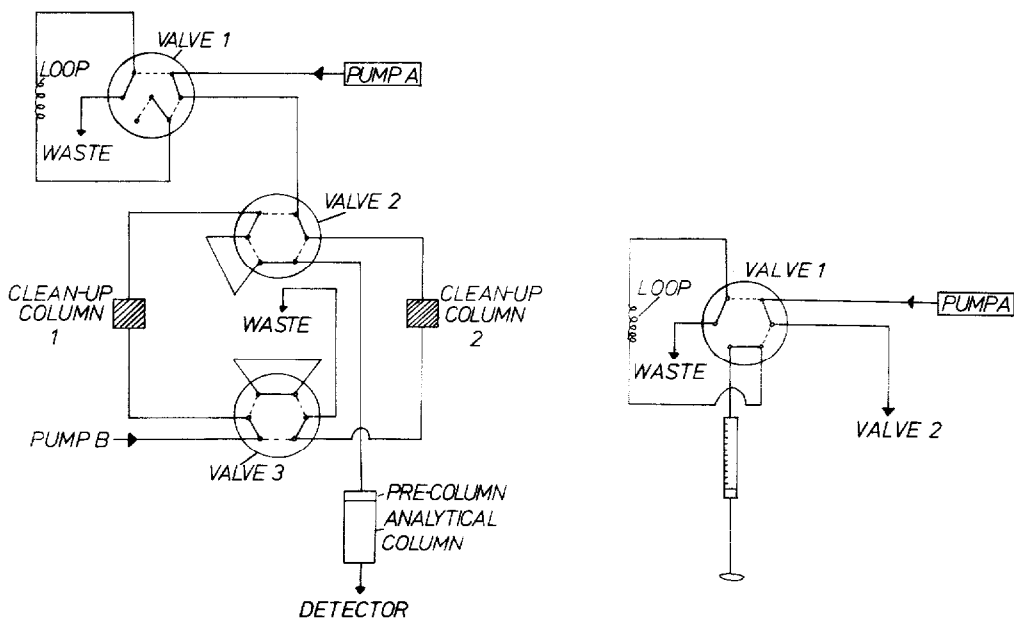 VALVE 1
LOOP
PUMP A
WASTE
VALVE 2
CLEAN-UP
COLUMN
1
WASTE
CLEAN-UP
COLUMN
2
PUMP B
VALVE 3
PRE-COLUMN
ANALYTICAL
COLUMN
DETECTOR
VALVE 1
LOOP
PUMPA
WASTE
VALVE 2